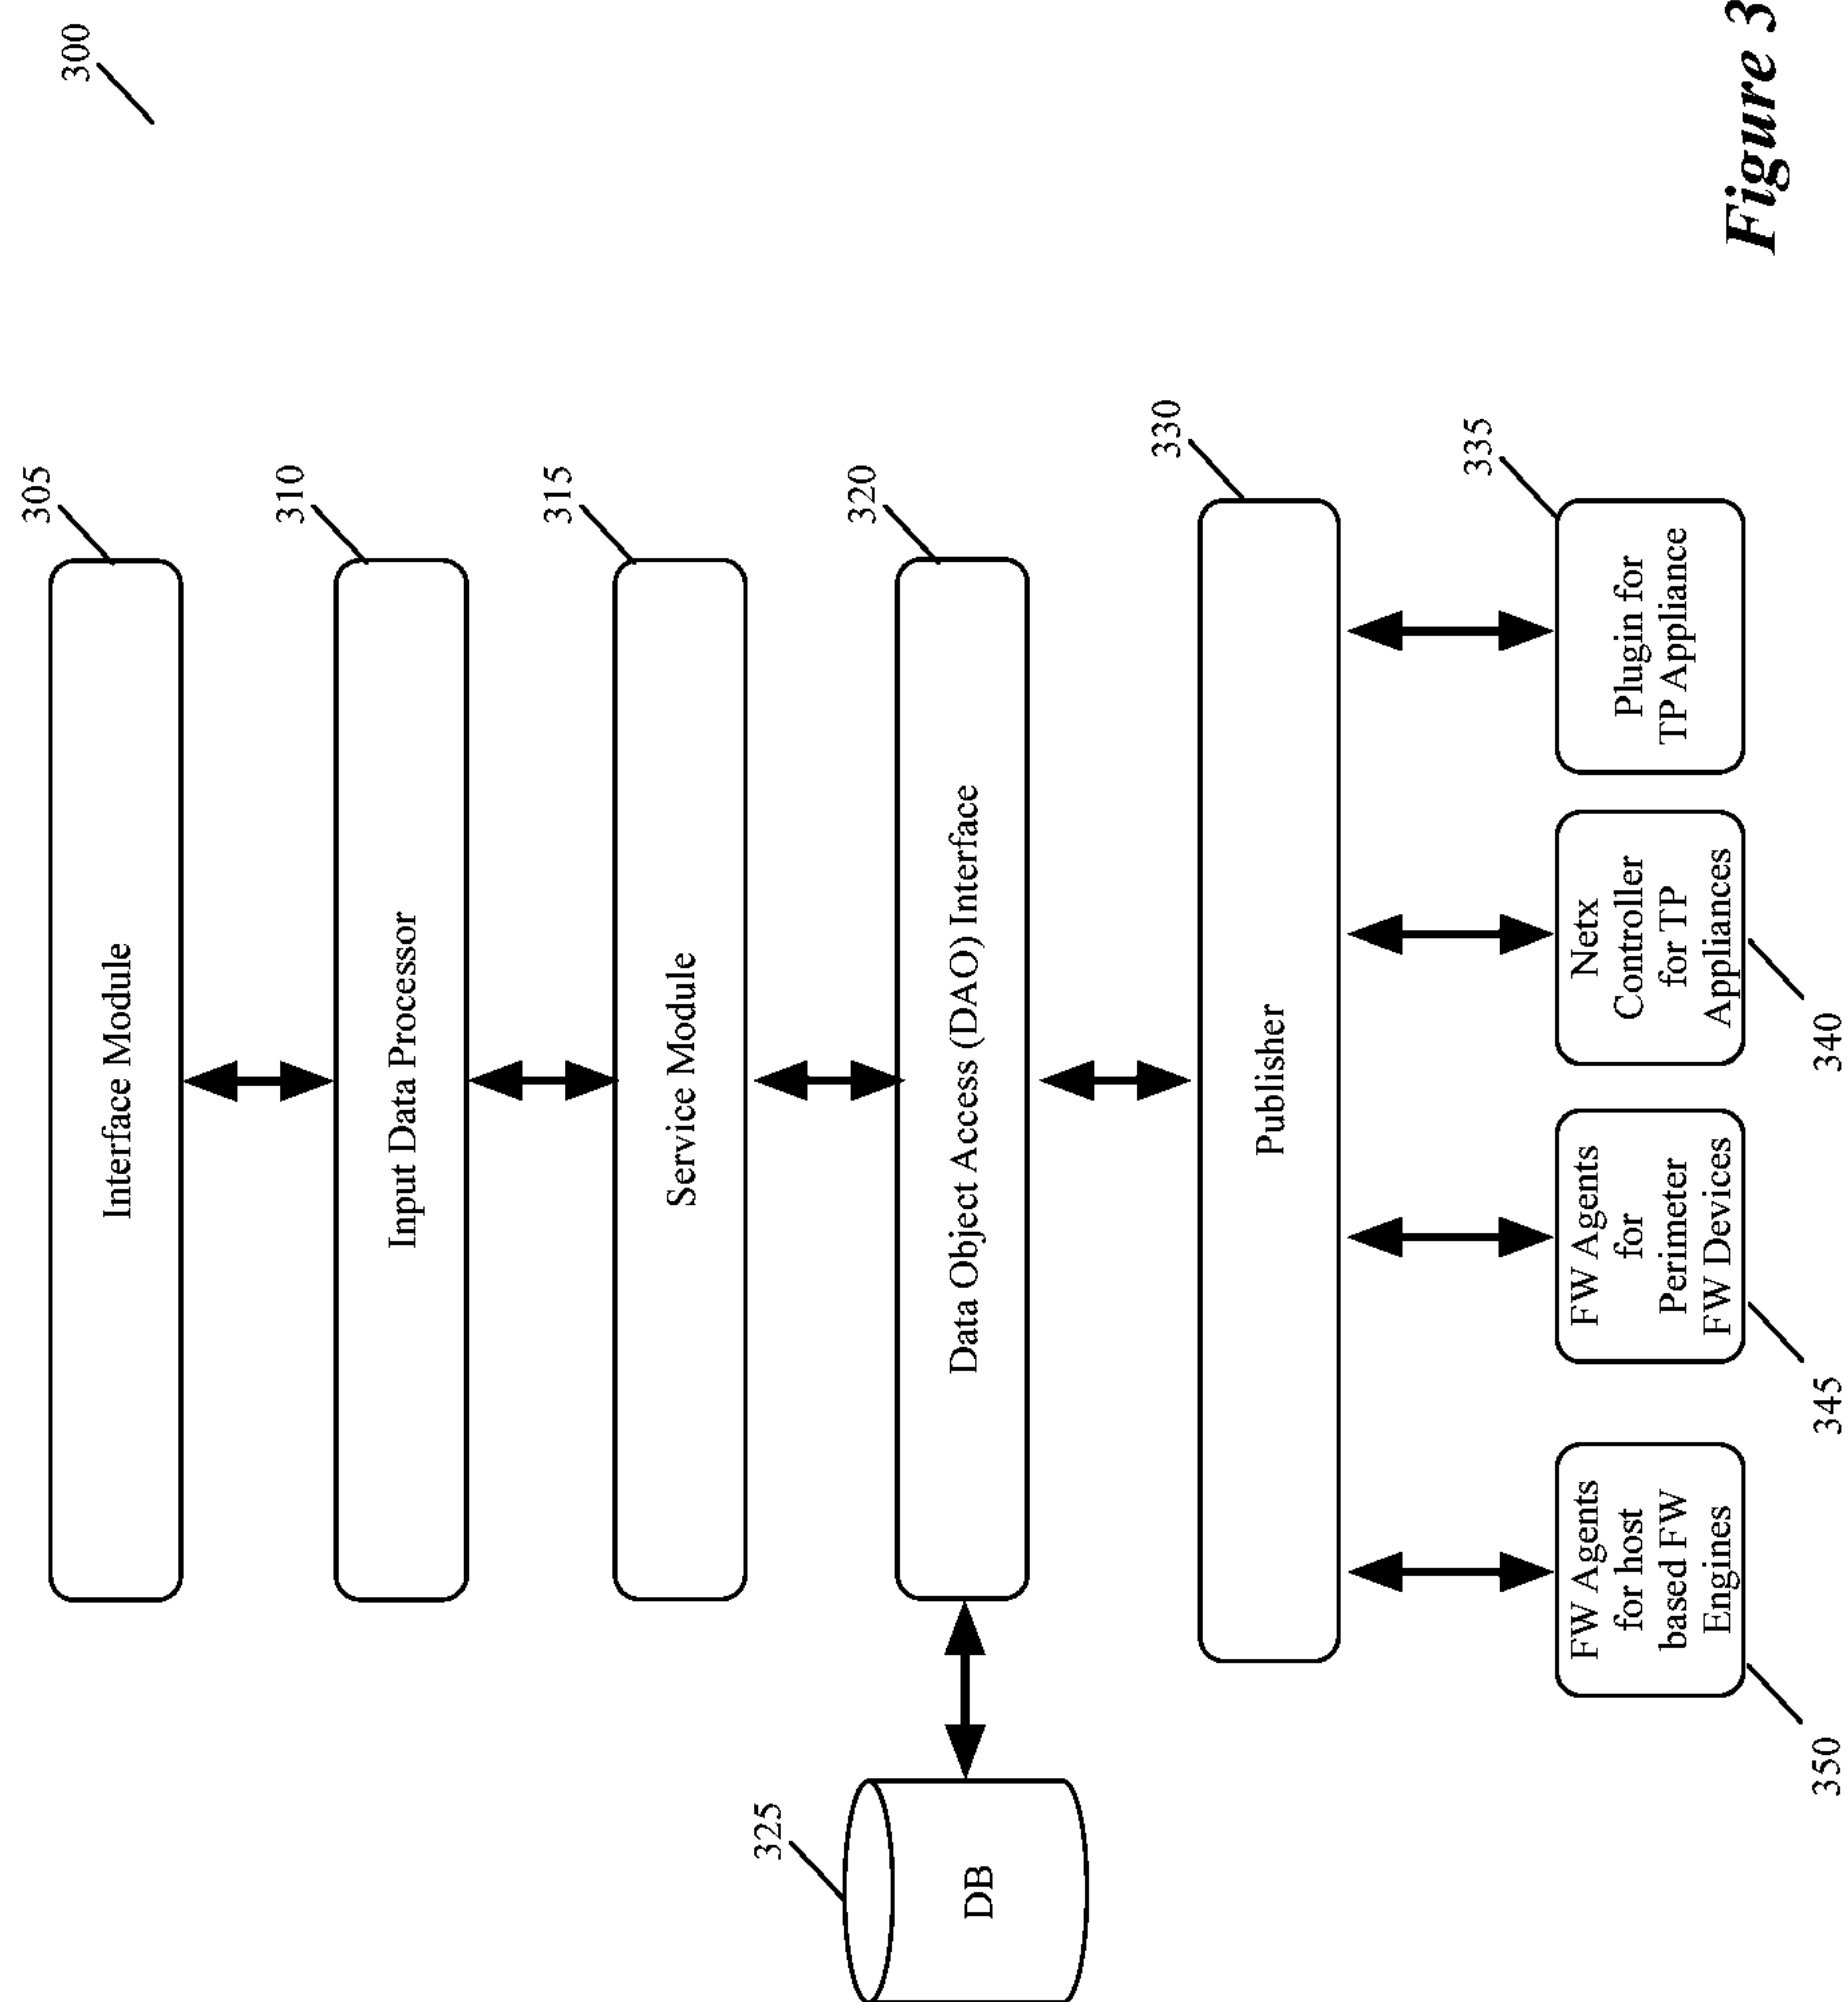 300
305
Interface Module
310
Input Data Processor
315
Service Module
320
Data Object Access (DAO) Interface
325
DB
330
Publisher
350
FW Agents
for host
based FW
Engines
345
FW Agents
for
Perimeter
FW Devices
340
Netx
Controller
for TP
Appliances
335
Plugin for
TP Appliance
Figure 3